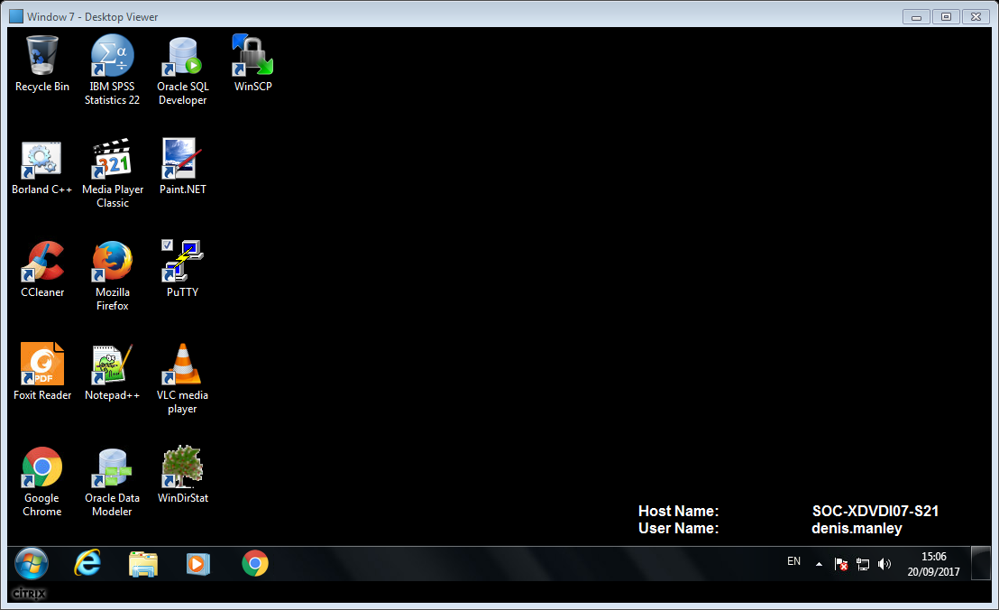 Window 7 - Desktop Viewer
Recycle Bin
IBM SPSS
Statistics 22
Oracle SQL
Developer
WinSCP
Borland C++
321
Media Player
Classic
Paint.NET
CCleaner
Mozilla
Firefox
PuTTY
PDF
Foxit Reader
Notepad++
VLC media
player
Google
Chrome
Oracle Data
Modeler
WinDirStat
Host Name: SOC-XDVDI07-S21
User Name: denis.manley
EN
15:06
20/09/2017
CITRIX